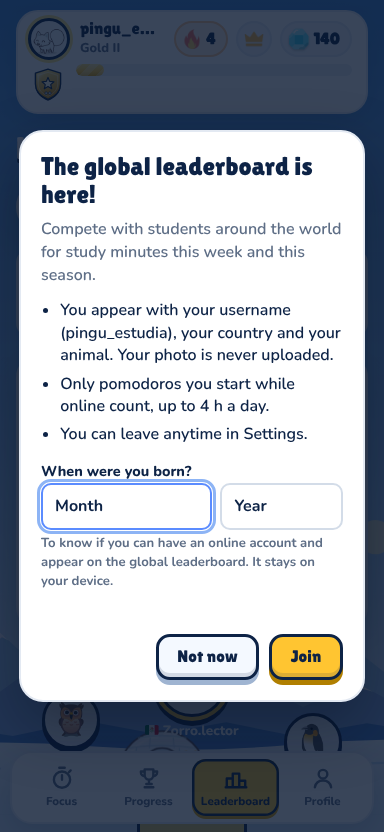 pingu_e...
Gold II
4
140
The global leaderboard is
here!
Compete with students around the world
for study minutes this week and this
season.
• You appear with your username
(pingu_estudia), your country and your
animal. Your photo is never uploaded.
• Only pomodoros you start while
online count, up to 4 h a day.
• You can leave anytime in Settings.
When were you born?
Month
Year
To know if you can have an online account and
appear on the global leaderboard. It stays on
your device.
Not now
Join
Zorro.lector
Focus
Progress
Leaderboard
Profile